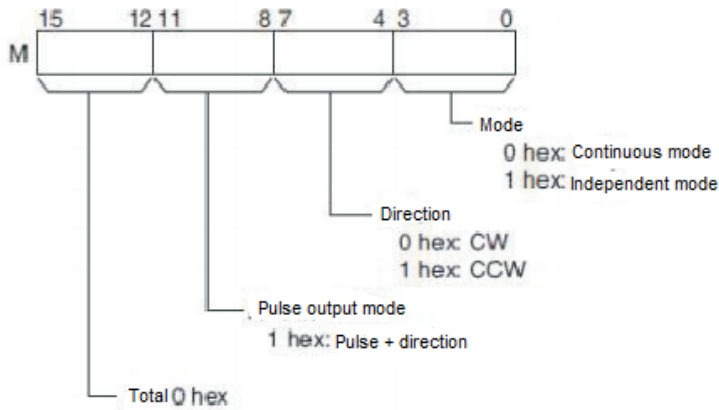 15 12 11 8 7 4 3 0
M
Mode
0 hex: Continuous mode
1 hex: Independent mode
Direction
0 hex: CW
1 hex: CCW
Pulse output mode
1 hex: Pulse + direction
Total 0 hex